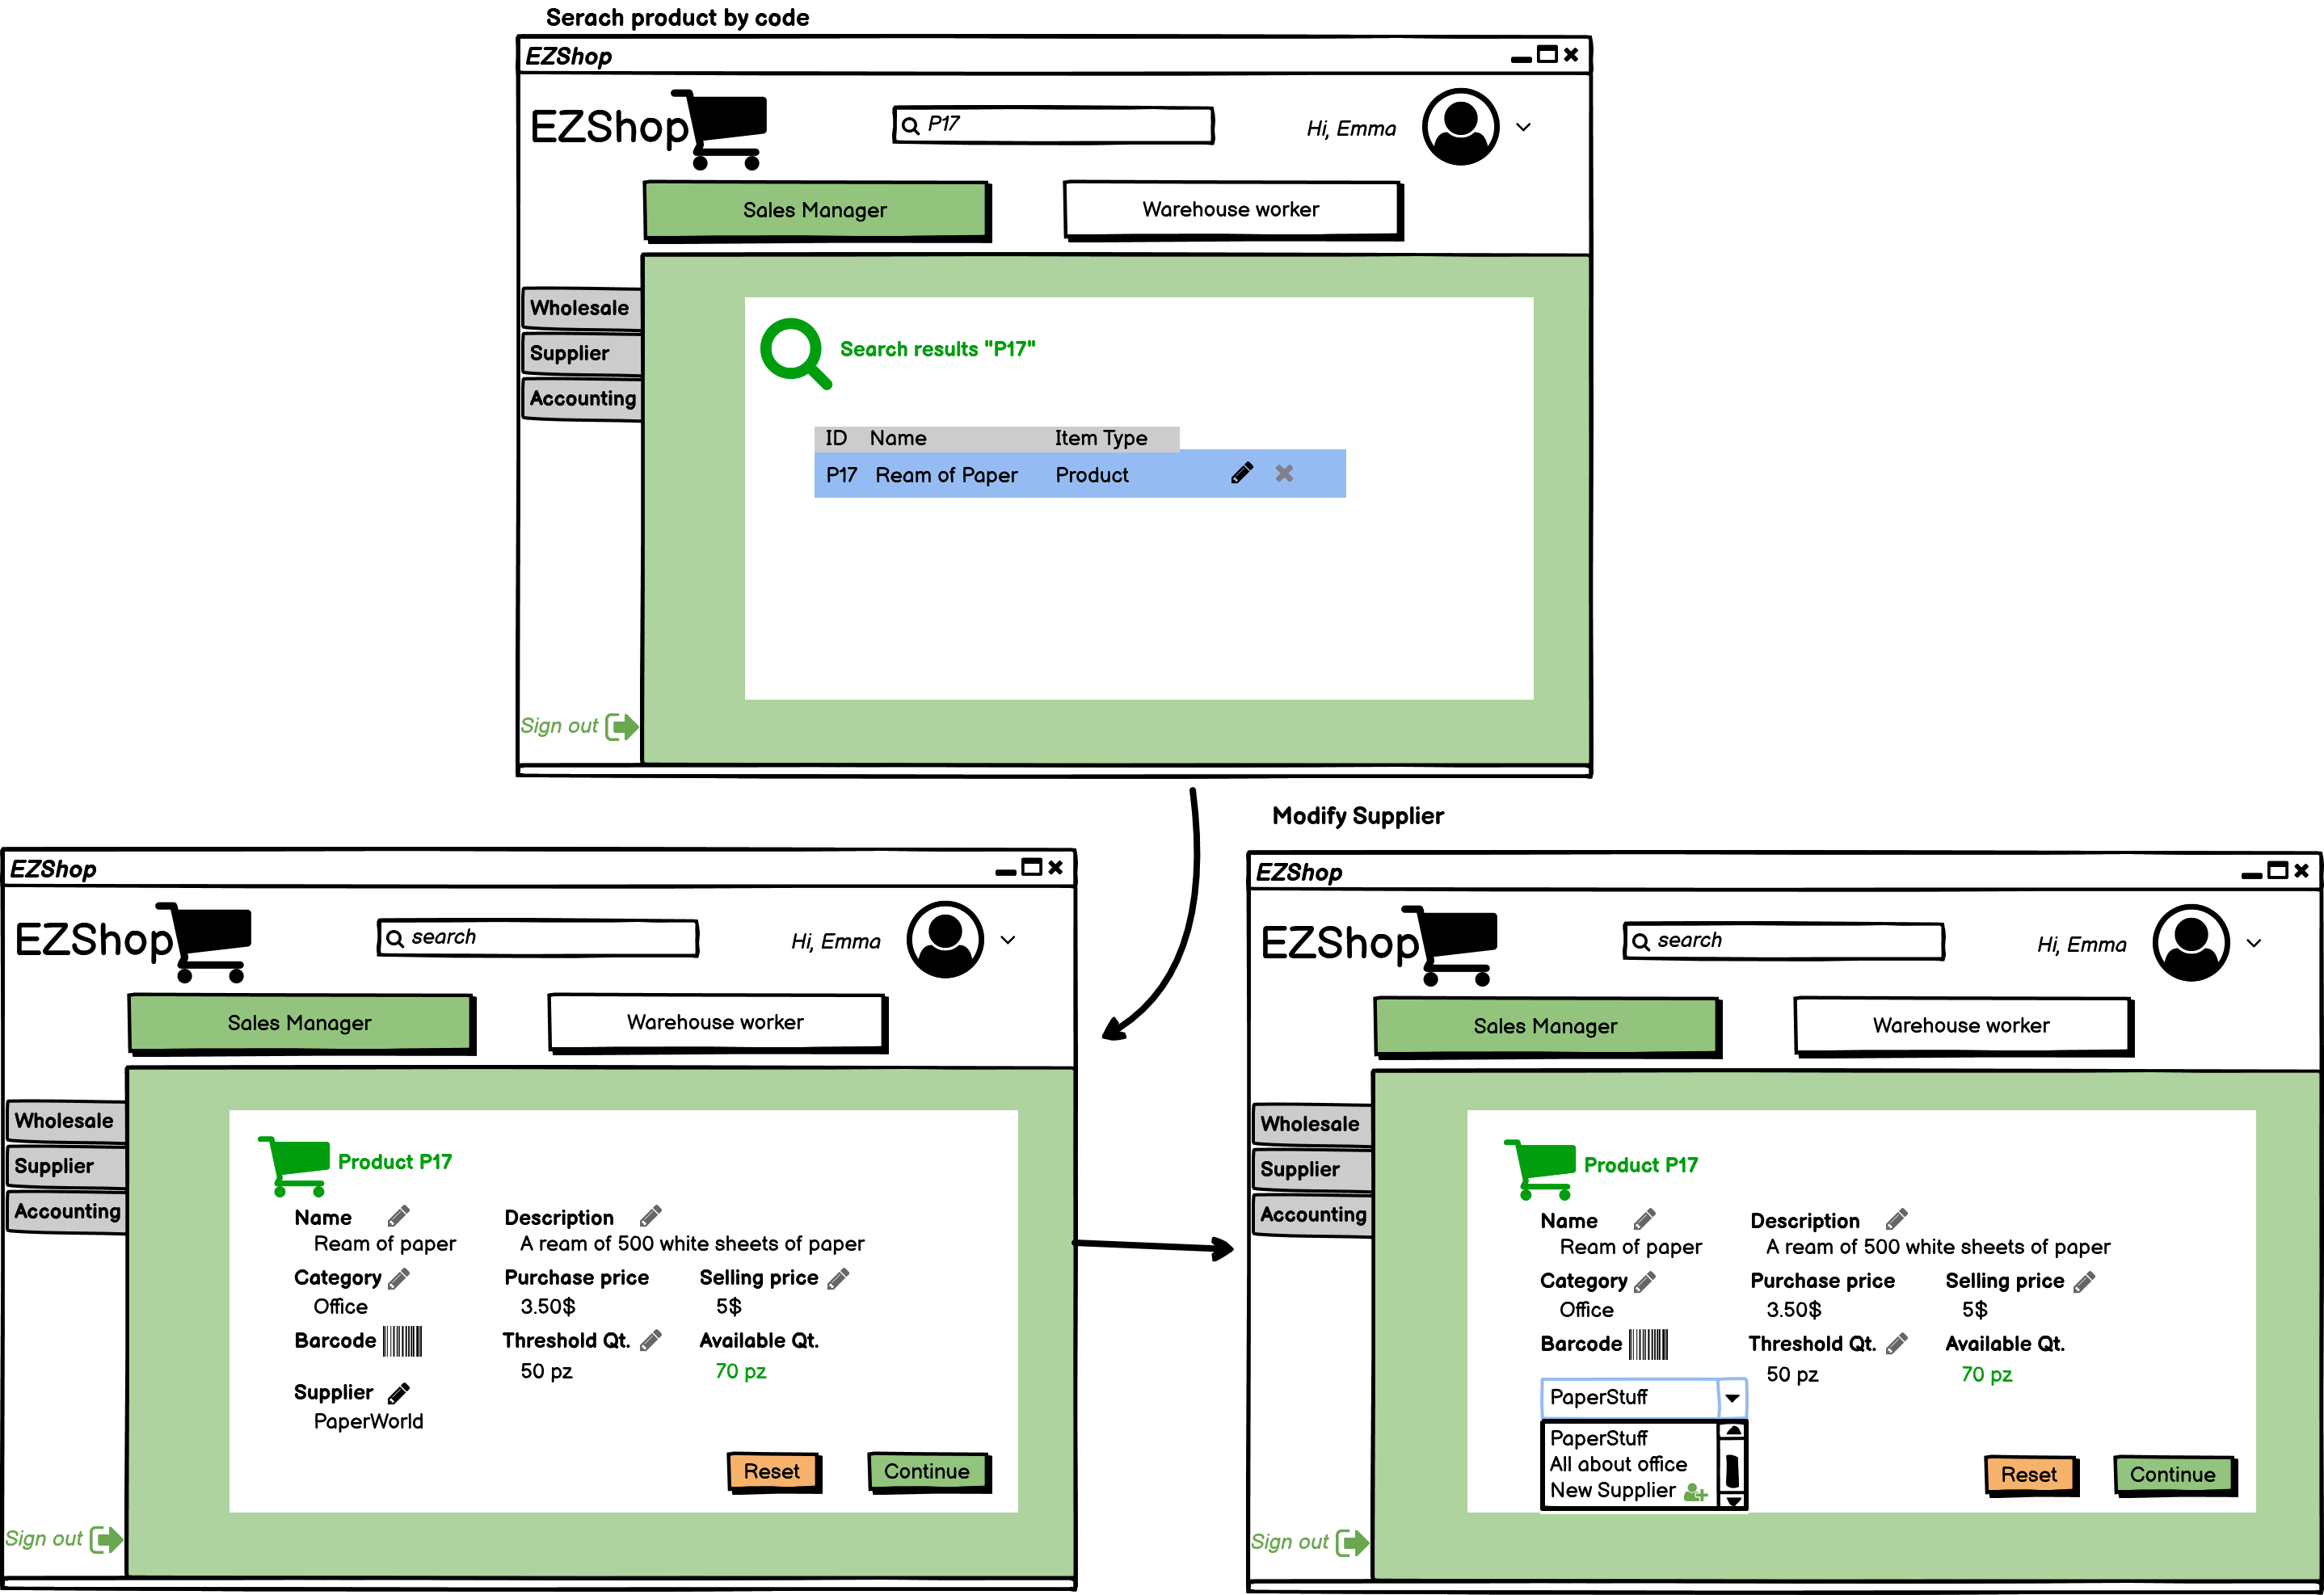 Serach product by code
EZShop
EZShop
P17
Hi, Emma
Sales Manager
Warehouse worker
Wholesale
Supplier
Accounting
Search results "P17"
ID Name Item Type
P17 Ream of Paper Product
Sign out
EZShop
EZShop
search
Hi, Emma
Sales Manager
Warehouse worker
Wholesale
Supplier
Accounting
Product P17
Name Description
Ream of paper A ream of 500 white sheets of paper
Category Purchase price Selling price
Office 3.50$ 5$
Barcode Threshold Qt. Available Qt.
50 pz 70 pz
Supplier
PaperWorld
Reset Continue
Sign out
Modify Supplier
EZShop
EZShop
search
Hi, Emma
Sales Manager
Warehouse worker
Wholesale
Supplier
Accounting
Product P17
Name Description
Ream of paper A ream of 500 white sheets of paper
Category Purchase price Selling price
Office 3.50$ 5$
Barcode Threshold Qt. Available Qt.
50 pz 70 pz
PaperStuff
PaperStuff
All about office
New Supplier
Reset Continue
Sign out